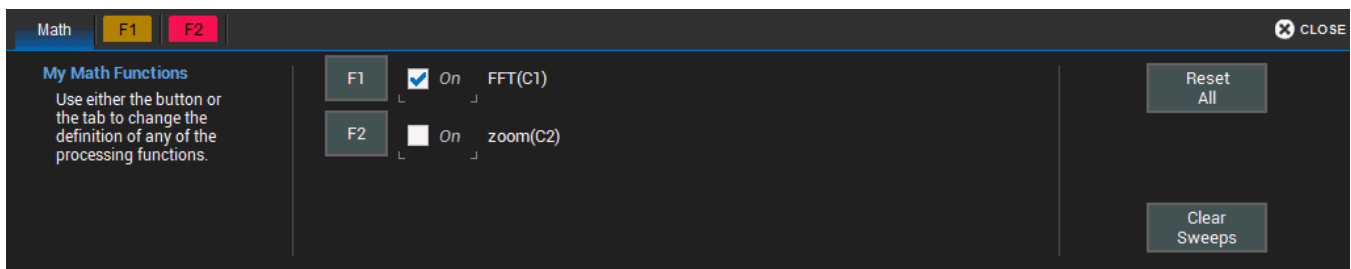 Math F1 F2 CLOSE
My Math Functions
Use either the button or
the tab to change the
definition of any of the
processing functions.
F1 On FFT(C1)
F2 On zoom(C2)
Reset
All
Clear
Sweeps